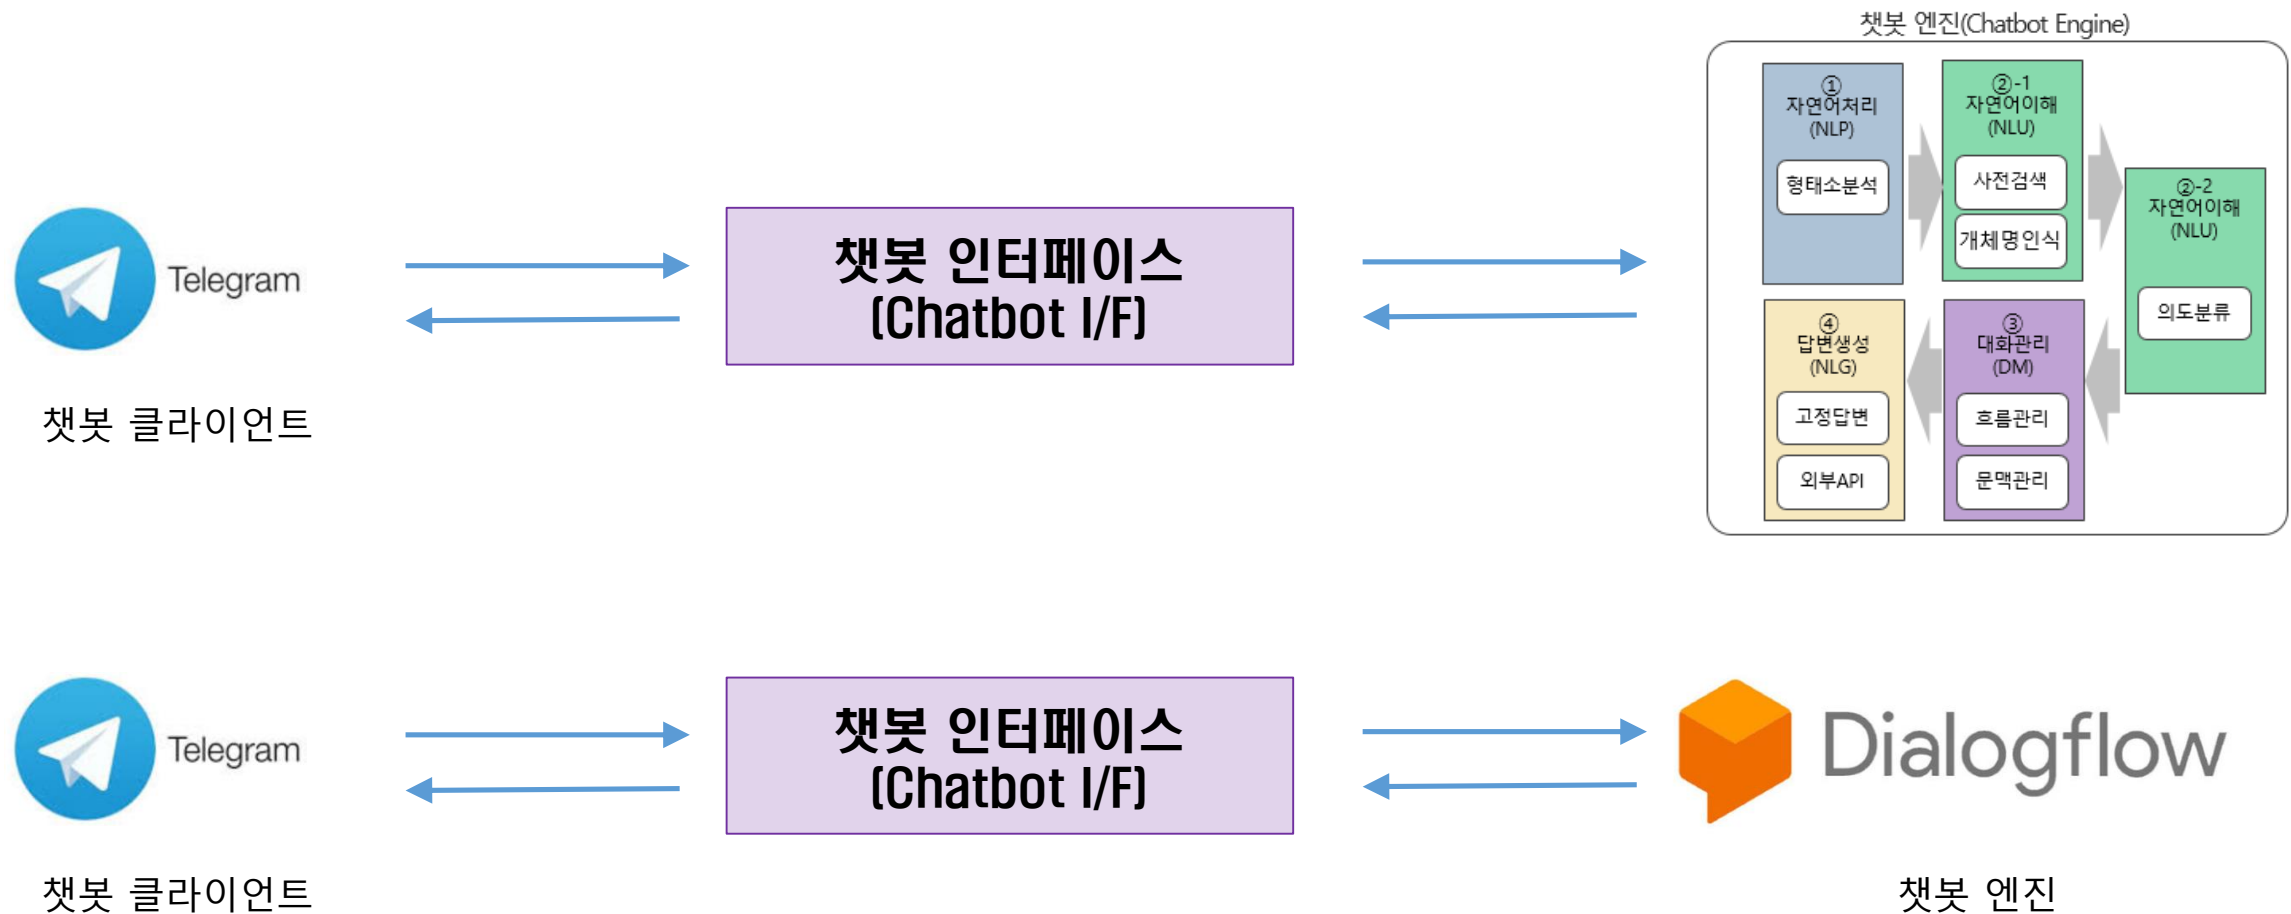 챗봇 엔진(Chatbot Engine)
①
자연어처리
(NLP)
형태소분석
②-1
자연어이해
(NLU)
사전검색
개체명인식
②-2
자연어이해
(NLU)
의도분류
④
답변생성
(NLG)
고정답변
외부API
③
대화관리
(DM)
흐름관리
문맥관리
Telegram
챗봇 인터페이스
(Chatbot I/F)
챗봇 클라이언트
Telegram
챗봇 인터페이스
(Chatbot I/F)
Dialogflow
챗봇 클라이언트
챗봇 엔진